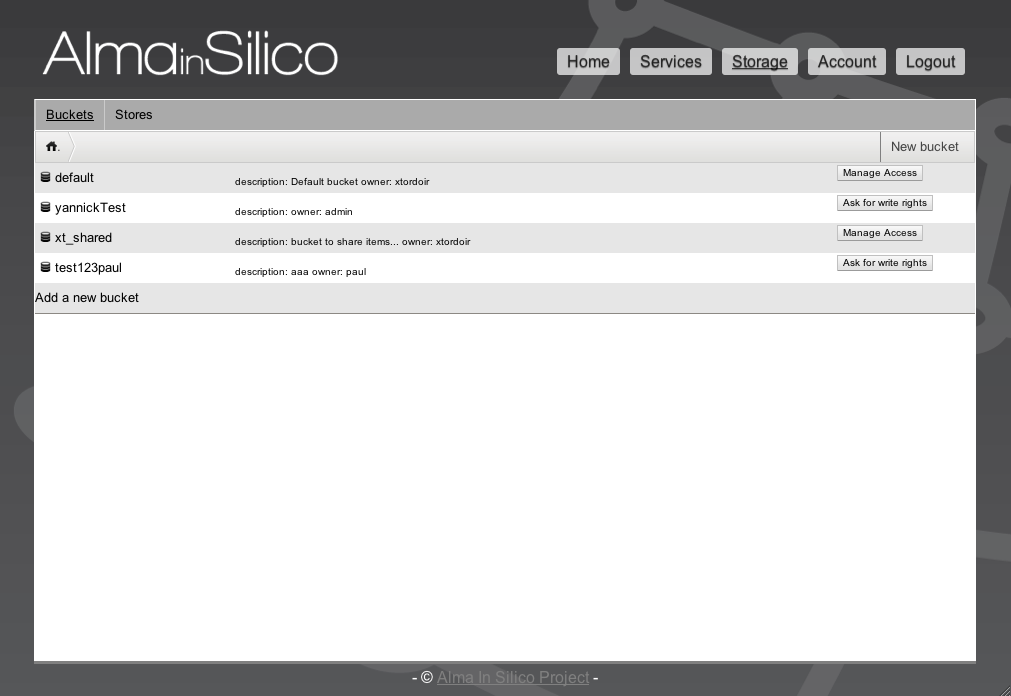 AlmainSilico
Home Services Storage Account Logout
Buckets Stores
. New bucket
default description: Default bucket owner: xtordoir Manage Access
yannickTest description: owner: admin Ask for write rights
xt_shared description: bucket to share items... owner: xtordoir Manage Access
test123paul description: aaa owner: paul Ask for write rights
Add a new bucket
- © Alma In Silico Project -